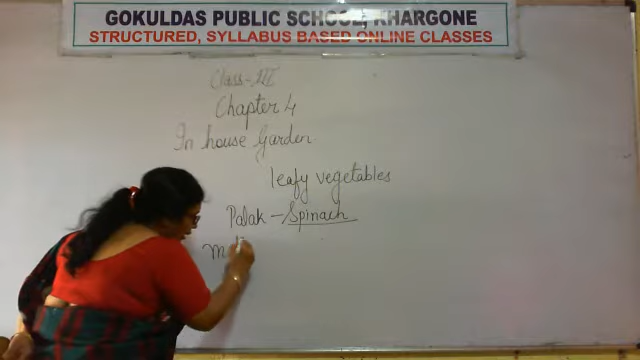 GOKULDAS PUBLIC SCHOOL, KHARGONE
STRUCTURED, SYLLABUS BASED ONLINE CLASSES
Class-III
Chapter 4
In house Garden.
leafy vegetables
Palak - Spinach